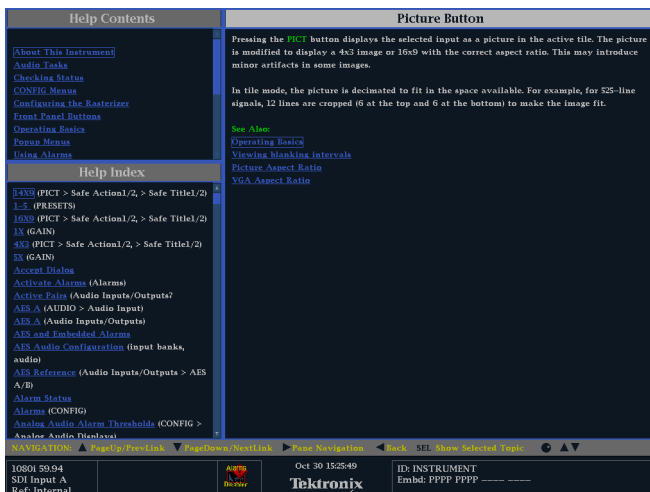 Help Contents
About This Instrument
Audio Tasks
Checking Status
CONFIG Menus
Configuring the Rasterizer
Front Panel Buttons
Operating Basics
Popup Menus
Using Alarms
Help Index
14X9 (PICT > Safe Action1/2, > Safe Title1/2)
1-5 (PRESETS)
16X9 (PICT > Safe Action1/2, > Safe Title1/2)
1X (GAIN)
4X3 (PICT > Safe Action1/2, > Safe Title1/2)
5X (GAIN)
Accept Dialog
Activate Alarms (Alarms)
Active Pairs (Audio Inputs/Outputs?
AES A (AUDIO > Audio Input)
AES A (Audio Inputs/Outputs)
AES and Embedded Alarms
AES Audio Configuration (input banks,
audio)
AES Reference (Audio Inputs/Outputs > AES
A/B)
Alarm Status
Alarms (CONFIG)
Analog Audio Alarm Thresholds (CONFIG >
Analog Audio Displays)
Picture Button
Pressing the PICT button displays the selected input as a picture in the active tile. The picture
is modified to display a 4x3 image or 16x9 with the correct aspect ratio. This may introduce
minor artifacts in some images.
In tile mode, the picture is decimated to fit in the space available. For example, for 525-line
signals, 12 lines are cropped (6 at the top and 6 at the bottom) to make the image fit.
See Also:
Operating Basics
Viewing blanking intervals
Picture Aspect Ratio
VGA Aspect Ratio
NAVIGATION: ▲ PageUp/PrevLink ▼ PageDown/NextLink ▶ Pane Navigation ◀ Back SEL Show Selected Topic ▲▼
1080i 59.94
SDI Input A
Ref: Internal
Alarms
Disabled
Oct 30 15:25:49
Tektronix
ID: INSTRUMENT
Embd: PPPP PPPP ---- ----